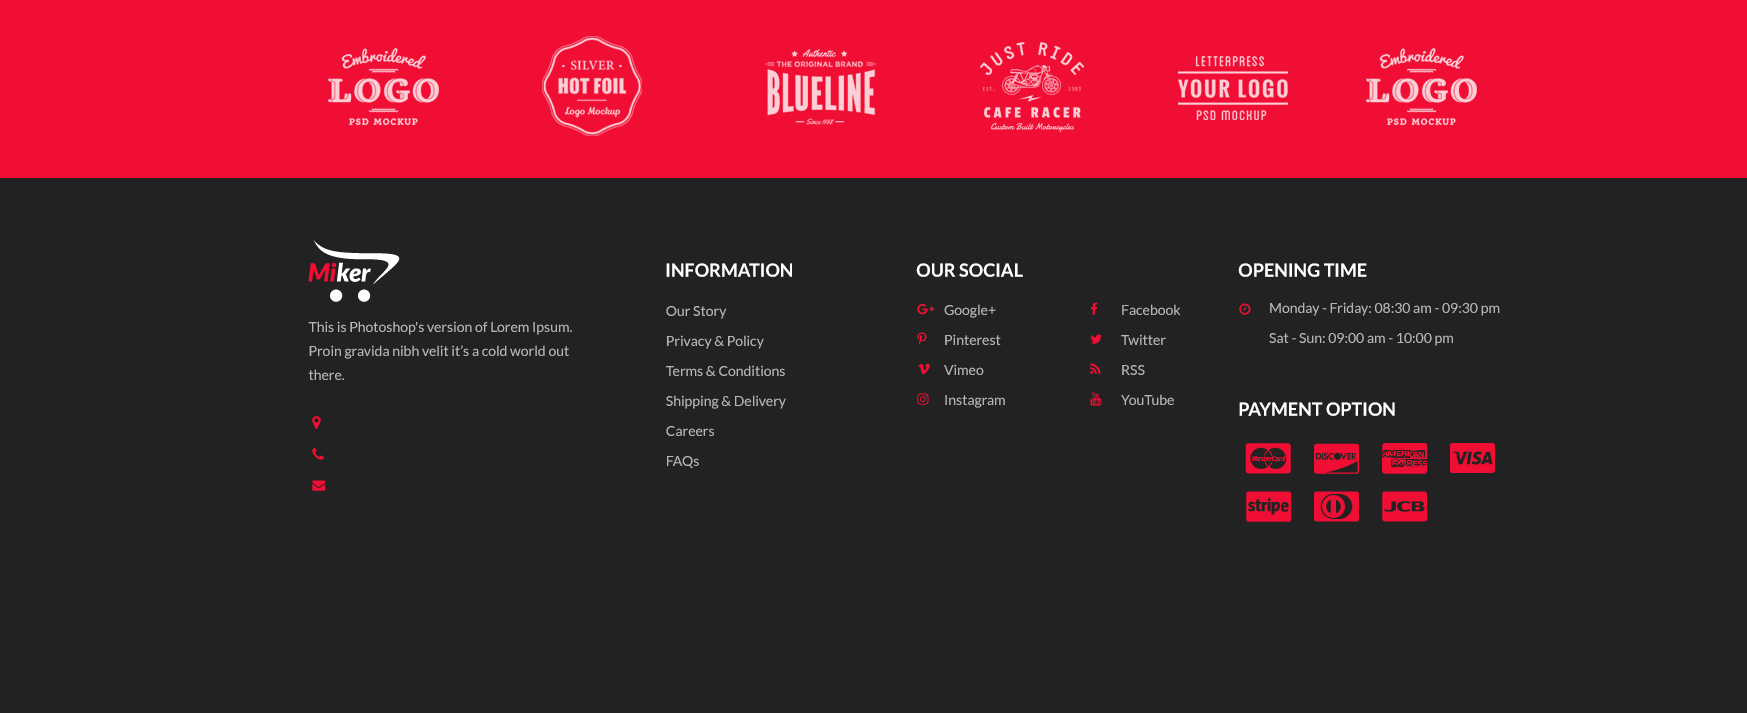 Embroidered
LOGO
PSD MOCKUP
· SILVER ·
HOT FOIL
Logo Mockup
★ Authentic ★
THE ORIGINAL BRAND
BLUELINE
Since 1968
JUST RIDE
EST.
CAFE RACER
Custom Built Motorcycles
LETTERPRESS
YOUR LOGO
PSD MOCKUP
Embroidered
LOGO
PSD MOCKUP
Miker
This is Photoshop's version of Lorem Ipsum.
Proin gravida nibh velit it’s a cold world out
there.
INFORMATION
Our Story
Privacy & Policy
Terms & Conditions
Shipping & Delivery
Careers
FAQs
OUR SOCIAL
Google+
Pinterest
Vimeo
Instagram
Facebook
Twitter
RSS
YouTube
OPENING TIME
Monday - Friday: 08:30 am - 09:30 pm
Sat - Sun: 09:00 am - 10:00 pm
PAYMENT OPTION
MasterCard
DISCOVER
AMERICAN
EXPRESS
VISA
stripe
JCB